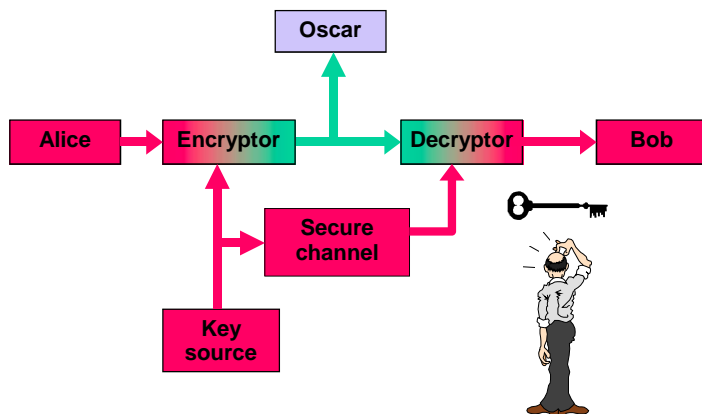 Oscar
Alice
Encryptor
Decryptor
Bob
Secure
channel
Key
source